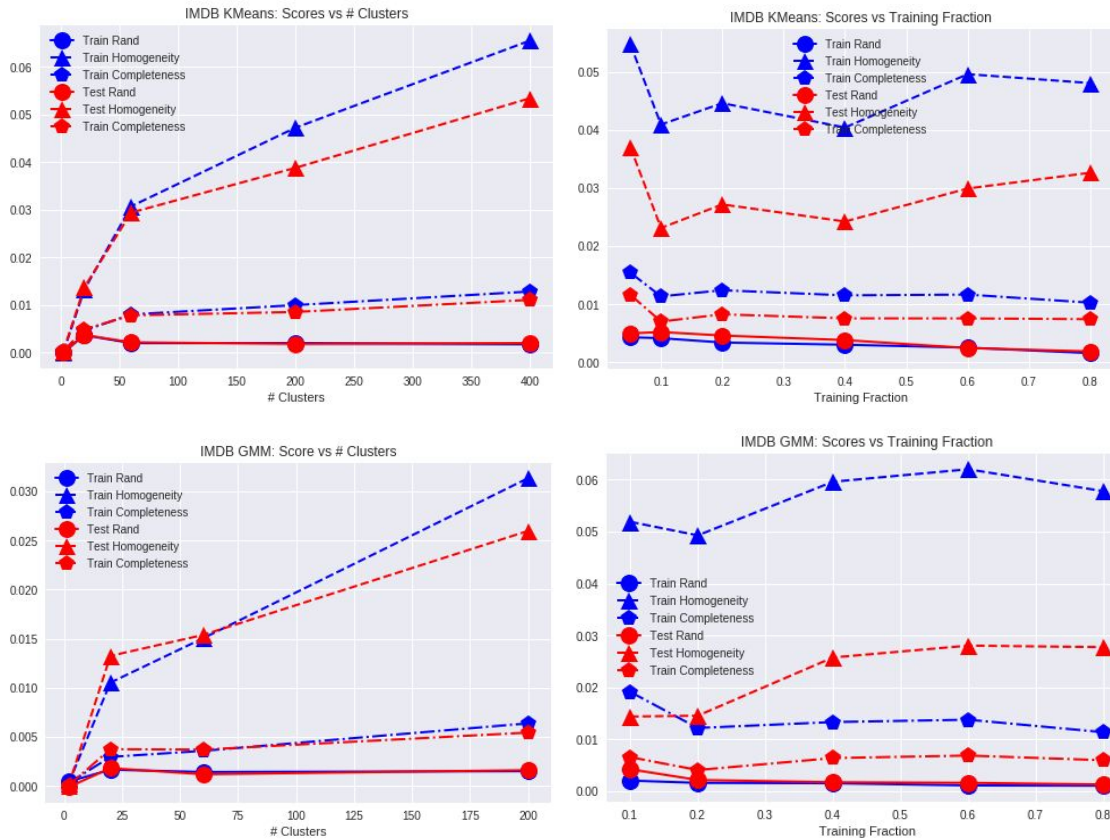 IMDB KMeans: Scores vs # Clusters
Train Rand
Train Homogeneity
Train Completeness
Test Rand
Test Homogeneity
Train Completeness
0.06
0.05
0.04
0.03
0.02
0.01
0.00
0 50 100 150 200 250 300 350 400
# Clusters
IMDB KMeans: Scores vs Training Fraction
Train Rand
Train Homogeneity
Train Completeness
Test Rand
Test Homogeneity
Train Completeness
0.05
0.04
0.03
0.02
0.01
0.00
0.1 0.2 0.3 0.4 0.5 0.6 0.7 0.8
Training Fraction
IMDB GMM: Score vs # Clusters
Train Rand
Train Homogeneity
Train Completeness
Test Rand
Test Homogeneity
Train Completeness
0.030
0.025
0.020
0.015
0.010
0.005
0.000
0 25 50 75 100 125 150 175 200
# Clusters
IMDB GMM: Scores vs Training Fraction
0.06
0.05
0.04
0.03
0.02
0.01
0.00
Train Rand
Train Homogeneity
Train Completeness
Test Rand
Test Homogeneity
Train Completeness
0.1 0.2 0.3 0.4 0.5 0.6 0.7 0.8
Training Fraction